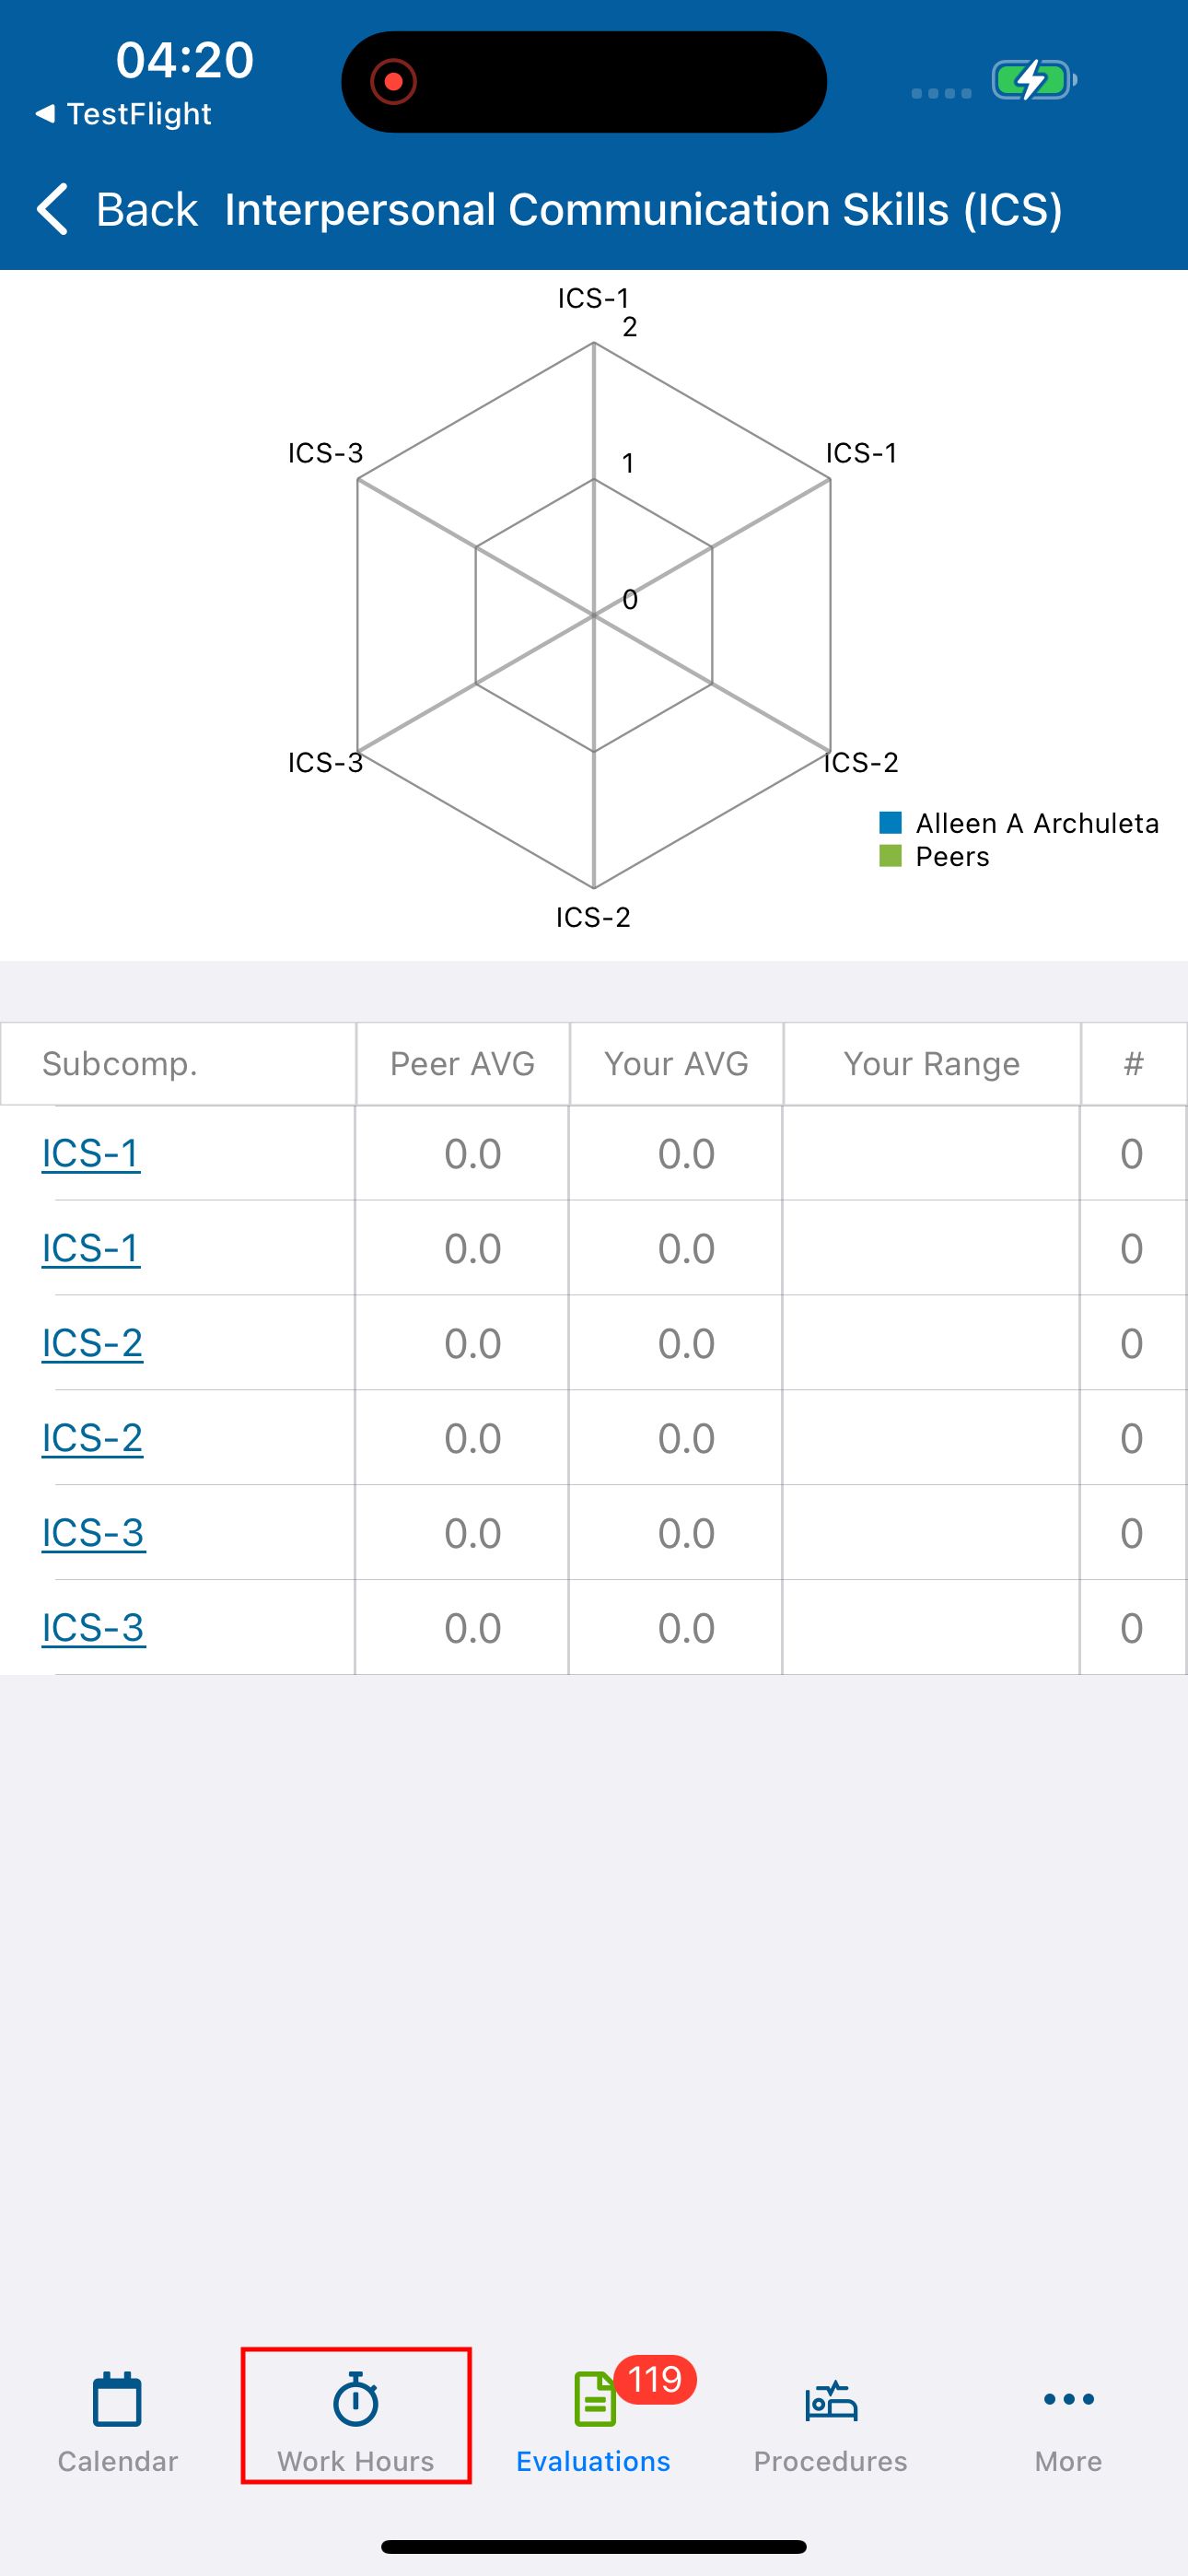 04:20
◀ TestFlight
Back Interpersonal Communication Skills (ICS)
ICS-1
2
ICS-3 1 ICS-1
0
ICS-3 ICS-2
Alleen A Archuleta
Peers
ICS-2
Subcomp. Peer AVG Your AVG Your Range #
ICS-1 0.0 0.0 0
ICS-1 0.0 0.0 0
ICS-2 0.0 0.0 0
ICS-2 0.0 0.0 0
ICS-3 0.0 0.0 0
ICS-3 0.0 0.0 0
119
Calendar Work Hours Evaluations Procedures More